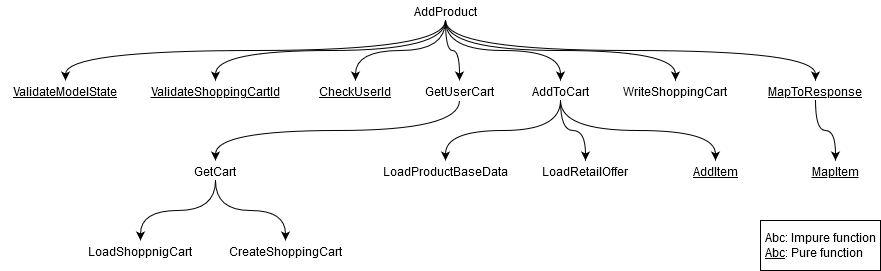 AddProduct
ValidateModelState
ValidateShoppingCartId
CheckUserId
GetUserCart
AddToCart
WriteShoppingCart
MapToResponse
GetCart
LoadProductBaseData
LoadRetailOffer
AddItem
MapItem
LoadShoppnigCart
CreateShoppingCart
Abc: Impure function
Abc: Pure function